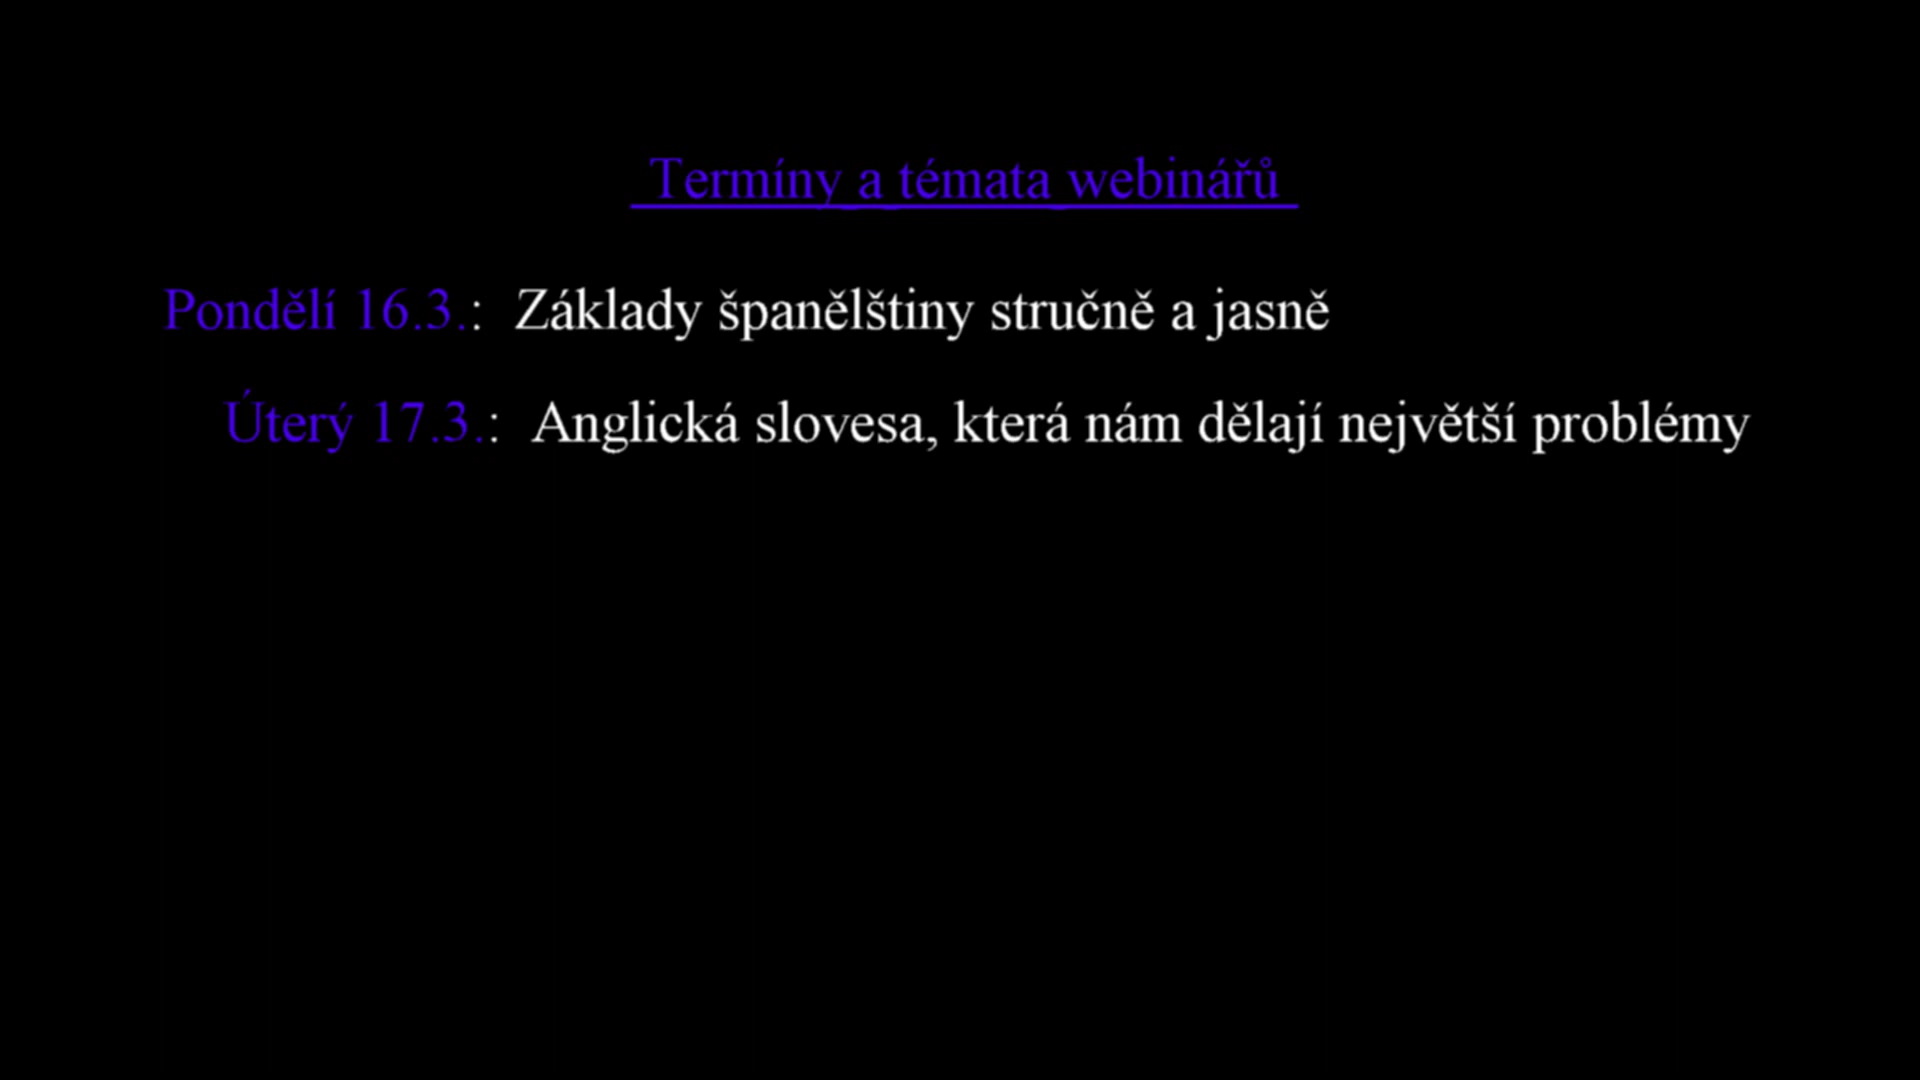 Termíny a témata webinářů
Pondělí 16.3.: Základy španělštiny stručně a jasně
Úterý 17.3.: Anglická slovesa, která nám dělají největší problémy